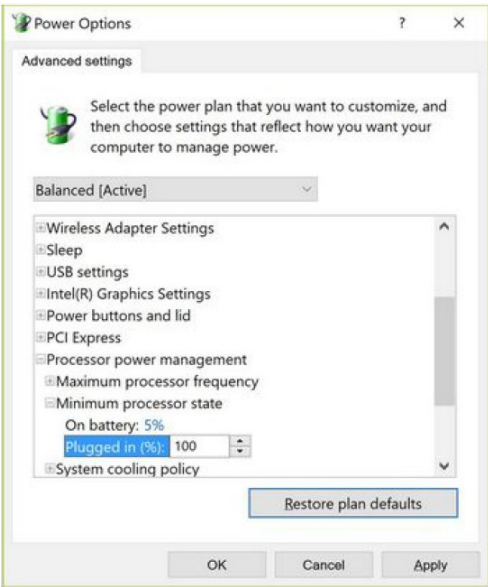 Power Options
?
Advanced settings
Select the power plan that you want to customize, and
then choose settings that reflect how you want your
computer to manage power.
Balanced [Active]
Wireless Adapter Settings
Sleep
USB settings
Intel(R) Graphics Settings
Power buttons and lid
PCI Express
Processor power management
Maximum processor frequency
Minimum processor state
On battery: 5%
Plugged in (%): 100
System cooling policy
Restore plan defaults
OK Cancel Apply